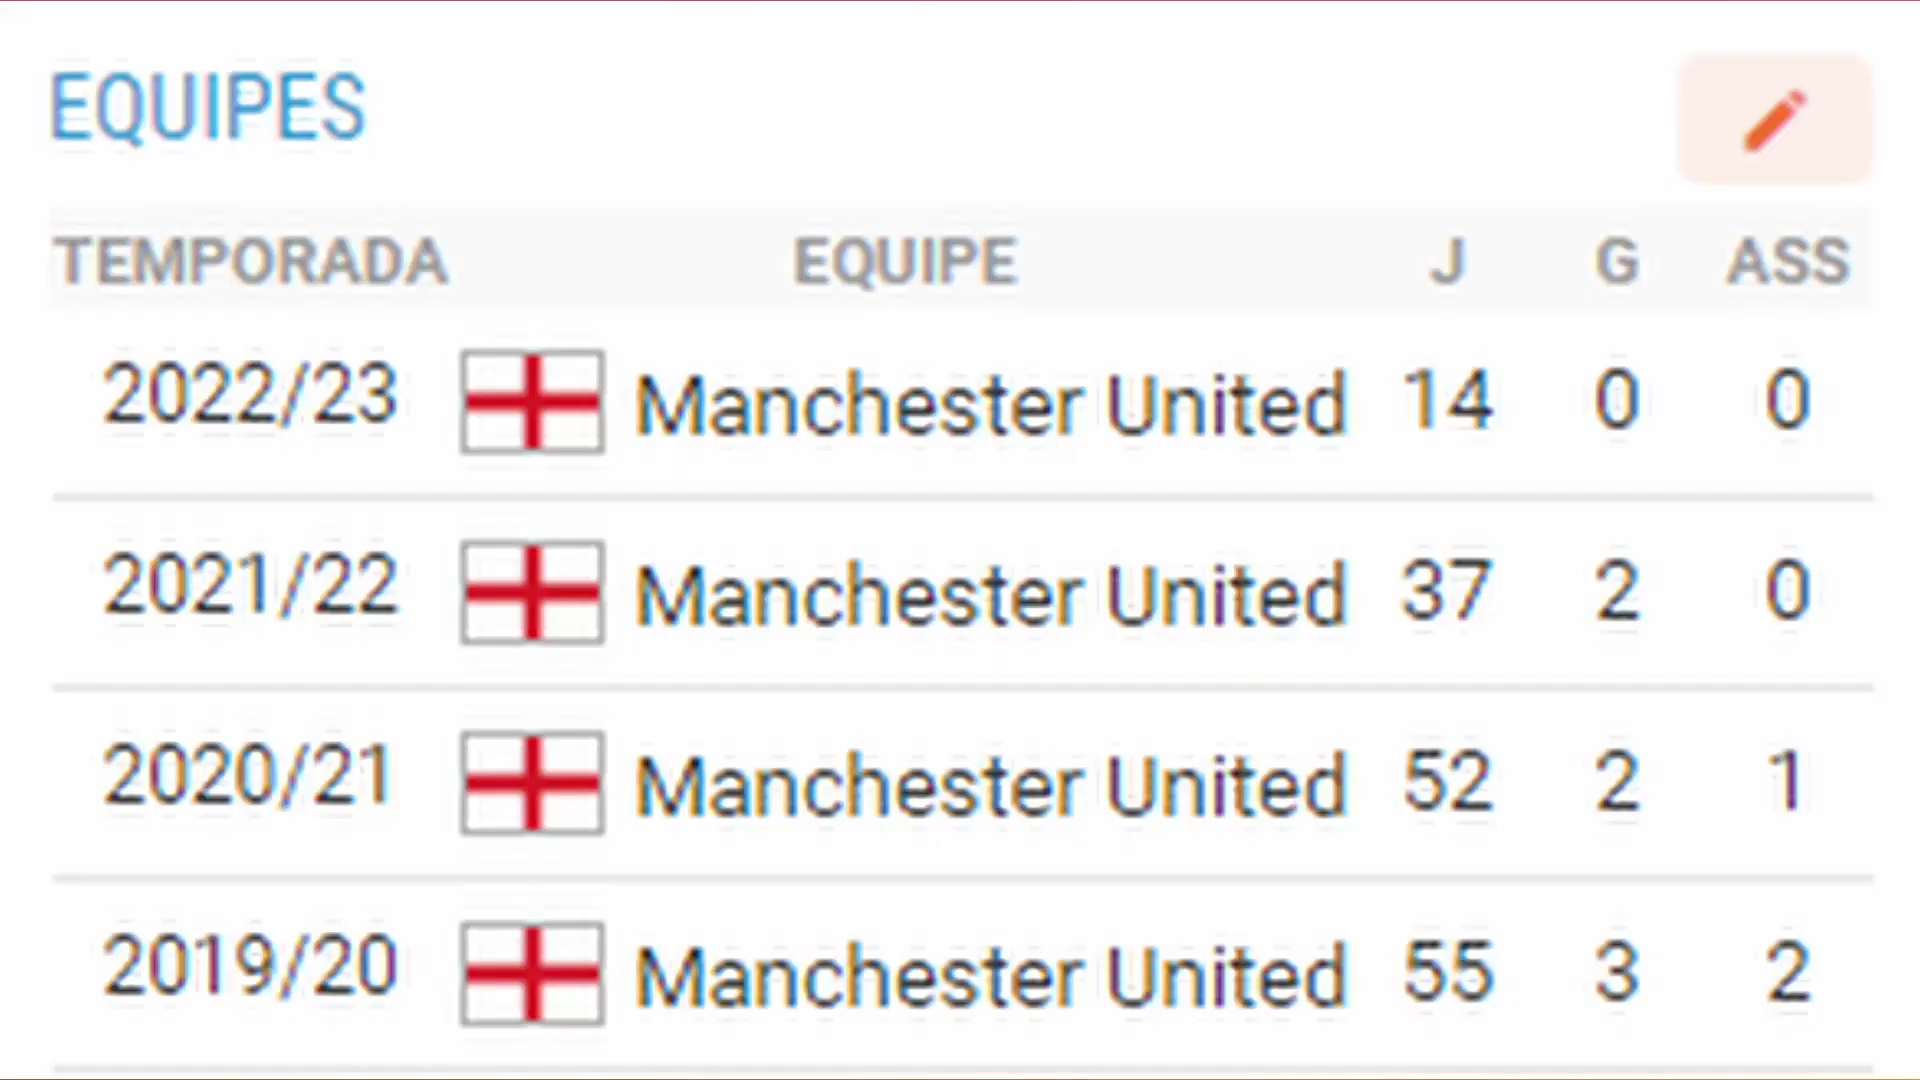 EQUIPES
TEMPORADA EQUIPE J G ASS
2022/23 Manchester United 14 0 0
2021/22 Manchester United 37 2 0
2020/21 Manchester United 52 2 1
2019/20 Manchester United 55 3 2